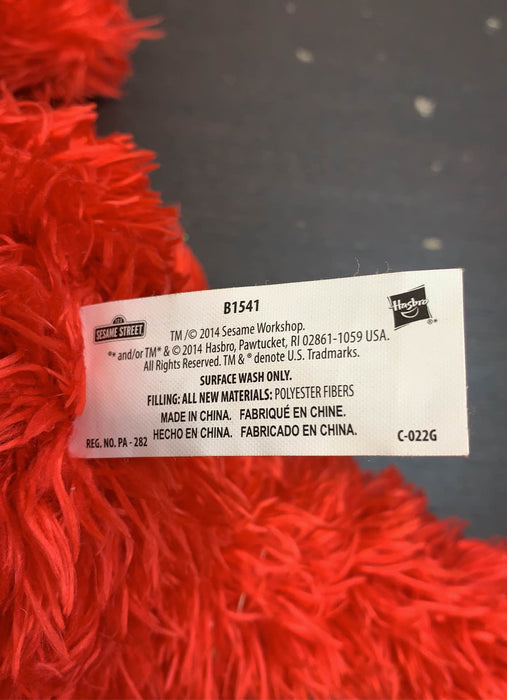 B1541
SESAME STREET
Hasbro
TM/© 2014 Sesame Workshop.
®* and/or TM* & © 2014 Hasbro, Pawtucket, RI 02861-1059 USA.
All Rights Reserved. TM & ® denote U.S. Trademarks.
SURFACE WASH ONLY.
FILLING: ALL NEW MATERIALS: POLYESTER FIBERS
MADE IN CHINA. FABRIQUÉ EN CHINE.
REG. NO. PA - 282 HECHO EN CHINA. FABRICADO EN CHINA. C-022G